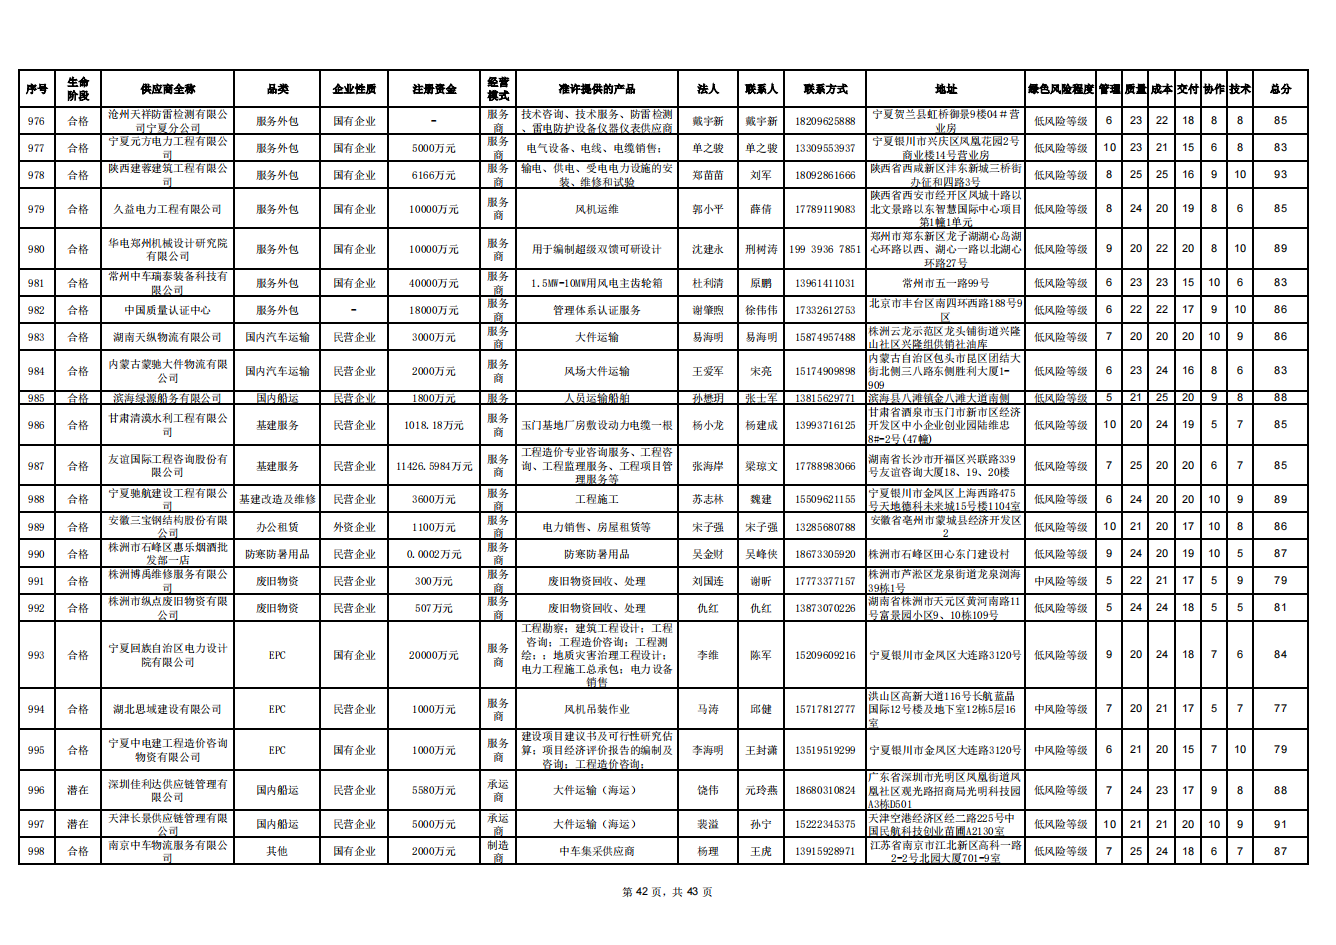 序号 生命阶段 供应商全称 品类 企业性质 注册资金 经营模式 准许提供的产品 法人 联系人 联系方式 地址 绿色风险程度 管理 质量 成本 交付 协作 技术 总分
976 合格 沧州天祥防雷检测有限公司宁夏分公司 服务外包 国有企业 - 服务商 技术咨询、技术服务、防雷检测、雷电防护设备仪器仪表供应商 戴宇新 戴宇新 18209625888 宁夏贺兰县虹桥御景9楼04#营业房 低风险等级 6 23 22 18 8 8 85
977 合格 宁夏元方电力工程有限公司 服务外包 国有企业 5000万元 服务商 电气设备、电线、电缆销售; 单之骏 单之骏 13309553937 宁夏银川市兴庆区凤凰花园2号商业楼14号营业房 低风险等级 10 23 21 15 6 8 83
978 合格 陕西建蓉建筑工程有限公司 服务外包 国有企业 6166万元 服务商 输电、供电、受电电力设施的安装、维修和试验 郑苗苗 刘军 18092861666 陕西省西咸新区沣东新城三桥街办征和四路3号 低风险等级 8 25 25 16 9 10 93
979 合格 久益电力工程有限公司 服务外包 国有企业 10000万元 服务商 风机运维 郭小平 薛倩 17789119083 陕西省西安市经开区凤城十路以北文景路以东智慧国际中心项目第1幢1单元 低风险等级 8 24 20 19 8 6 85
980 合格 华电郑州机械设计研究院有限公司 服务外包 国有企业 10000万元 服务商 用于编制超级双馈可研设计 沈建永 荆树涛 199 3936 7851 郑州市郑东新区龙子湖湖心岛湖心环路以西、湖心一路以北湖心环路27号 低风险等级 9 20 22 20 8 10 89
981 合格 常州中车瑞泰装备科技有限公司 服务外包 国有企业 40000万元 服务商 1.5MW-10MW用风电主齿轮箱 杜利清 原鹏 13961411031 常州市五一路99号 低风险等级 6 23 23 15 10 6 83
982 合格 中国质量认证中心 服务外包 - 18000万元 服务商 管理体系认证服务 谢肇煦 徐伟伟 17332612753 北京市丰台区南四环西路188号9区 低风险等级 6 22 22 17 9 10 86
983 合格 湖南天纵物流有限公司 国内汽车运输 民营企业 3000万元 服务商 大件运输 易海明 易海明 15874957488 株洲云龙示范区龙头铺街道兴隆山社区兴隆组供销社油库 低风险等级 7 20 20 20 10 9 86
984 合格 内蒙古蒙驰大件物流有限公司 国内汽车运输 民营企业 2000万元 服务商 风场大件运输 王爱军 宋亮 15174909898 内蒙古自治区包头市昆区团结大街北侧三八路东侧胜利大厦1-909 低风险等级 6 23 24 16 8 6 83
985 合格 滨海绿源船务有限公司 国内船运 民营企业 1800万元 服务 人员运输船舶 孙懋玥 张士军 13815629771 滨海县八滩镇金八滩大道南侧 低风险等级 5 21 25 20 9 8 88
986 合格 甘肃清漠水利工程有限公司 基建服务 民营企业 1018.18万元 服务商 玉门基地厂房敷设动力电缆一根 杨小龙 杨建成 13993716125 甘肃省酒泉市玉门市新市区经济开发区中小企业创业园陆维忠8#-2号(47幢) 低风险等级 10 20 24 19 5 7 85
987 合格 友谊国际工程咨询股份有限公司 基建服务 民营企业 11426.5984万元 服务商 工程造价专业咨询服务、工程咨询、工程监理服务、工程项目管理服务等 张海岸 梁琼文 17788983066 湖南省长沙市开福区兴联路339号友谊咨询大厦18、19、20楼 低风险等级 7 25 20 20 6 7 85
988 合格 宁夏驰航建设工程有限公司 基建改造及维修 民营企业 3600万元 服务商 工程施工 苏志林 魏建 15509621155 宁夏银川市金凤区上海西路475号天地德科未来城15号楼1104室 低风险等级 6 24 20 20 10 9 89
989 合格 安徽三宝钢结构股份有限公司 办公租赁 外资企业 1100万元 服务商 电力销售、房屋租赁等 宋子强 宋子强 13285680788 安徽省亳州市蒙城县经济开发区2 低风险等级 10 21 20 17 10 8 86
990 合格 株洲市石峰区惠乐烟酒批发部一店 防寒防暑用品 民营企业 0.0002万元 服务商 防寒防暑用品 吴金财 吴峰侠 18673305920 株洲市石峰区田心东门建设村 低风险等级 9 24 20 19 10 5 87
991 合格 株洲博禹维修服务有限公司 废旧物资 民营企业 300万元 服务商 废旧物资回收、处理 刘国连 谢昕 17773377157 株洲市芦淞区龙泉街道龙泉浏海39栋1号 中风险等级 5 22 21 17 5 9 79
992 合格 株洲市纵点废旧物资有限公司 废旧物资 民营企业 507万元 服务商 废旧物资回收、处理 仇红 仇红 13873070226 湖南省株洲市天元区黄河南路11号富景园小区9、10栋109号 低风险等级 5 24 24 18 5 5 81
993 合格 宁夏回族自治区电力设计院有限公司 EPC 国有企业 20000万元 服务商 工程勘察;建筑工程设计;工程咨询;工程造价咨询;工程测绘;;地质灾害治理工程设计;电力工程施工总承包;电力设备销售 李维 陈军 15209609216 宁夏银川市金凤区大连路3120号 低风险等级 9 20 24 18 7 6 84
994 合格 湖北思域建设有限公司 EPC 民营企业 1000万元 服务商 风机吊装作业 马涛 邱健 15717812777 洪山区高新大道116号长航蓝晶国际12号楼及地下室12栋5层16室 中风险等级 7 20 21 17 5 7 77
995 合格 宁夏中电建工程造价咨询物资有限公司 EPC 国有企业 1000万元 服务商 建设项目建议书及可行性研究估算;项目经济评价报告的编制及咨询;工程造价咨询; 李海明 王封潇 13519519299 宁夏银川市金凤区大连路3120号 中风险等级 6 21 20 15 7 10 79
996 潜在 深圳佳利达供应链管理有限公司 国内船运 民营企业 5580万元 承运商 大件运输（海运） 饶伟 元玲燕 18680310824 广东省深圳市光明区凤凰街道凤凰社区观光路招商局光明科技园A3栋D501 低风险等级 7 24 23 17 9 8 88
997 潜在 天津长景供应链管理有限公司 国内船运 民营企业 5000万元 承运商 大件运输（海运） 裴溢 孙宁 15222345375 天津空港经济区经二路225号中国民航科技创业苗圃A2130室 低风险等级 10 21 21 20 10 9 91
998 合格 南京中车物流服务有限公司 其他 国有企业 2000万元 制造商 中车集采供应商 杨理 王虎 13915928971 江苏省南京市江北新区高科一路2-2号北园大厦701-9室 低风险等级 7 25 24 18 6 7 87
第 42 页，共 43 页